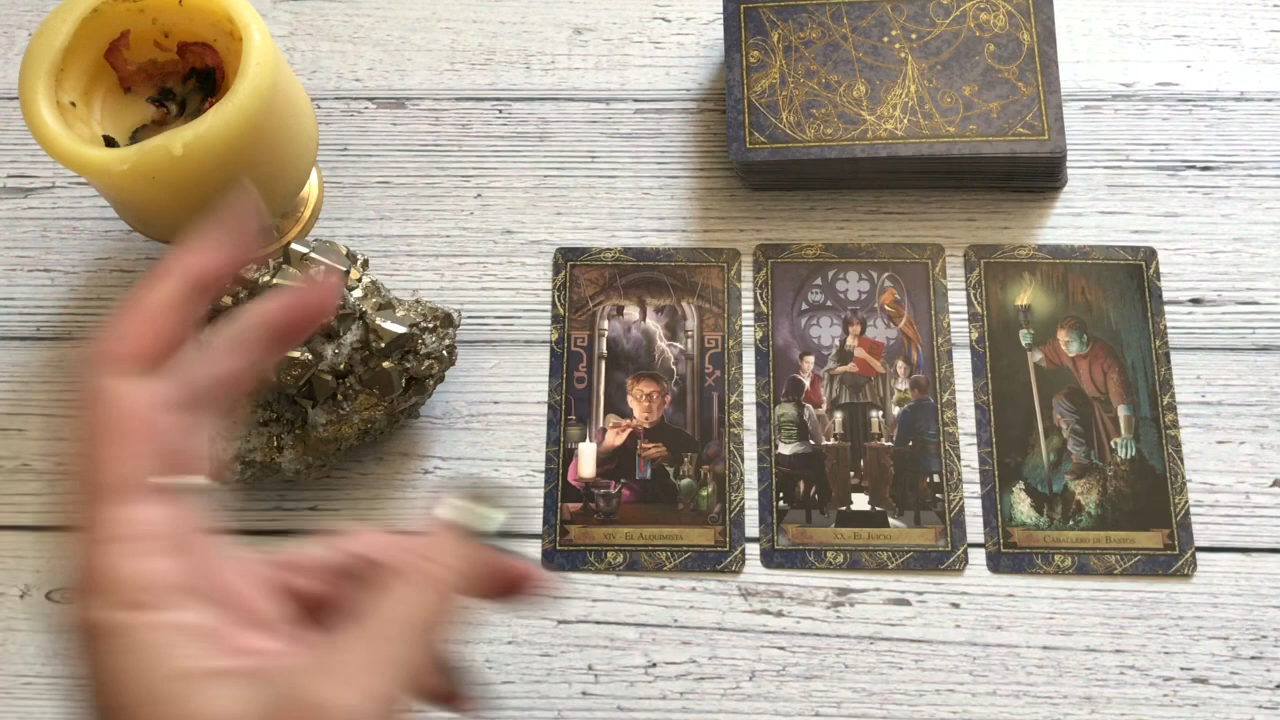 XIV - El Alquimista
XX - El Juicio
Caballero de Bastos